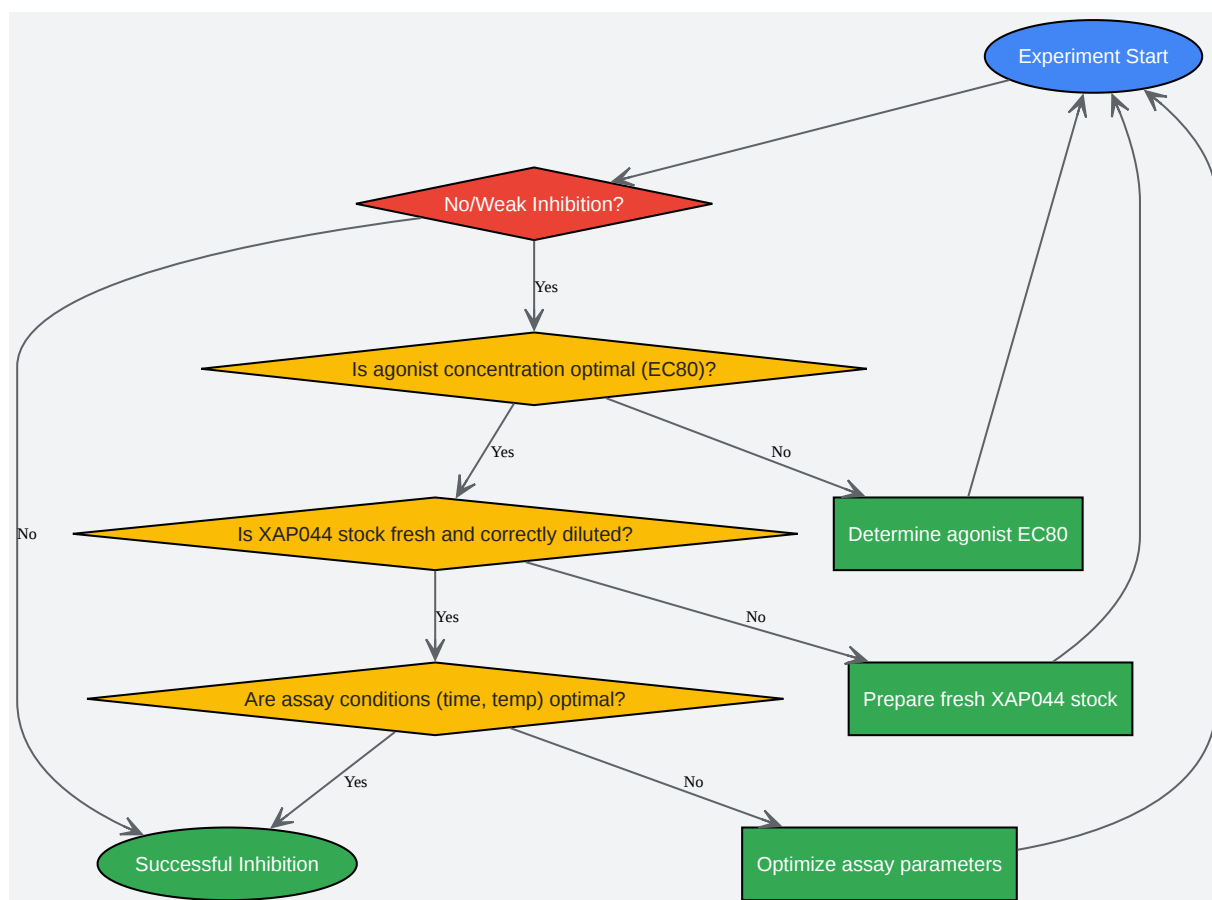 Experiment Start
No/Weak Inhibition?
Yes
Is agonist concentration optimal (EC80)?
Yes
No
Determine agonist EC80
No
Is XAP044 stock fresh and correctly diluted?
Yes
No
Prepare fresh XAP044 stock
Are assay conditions (time, temp) optimal?
Yes
No
Successful Inhibition
Optimize assay parameters